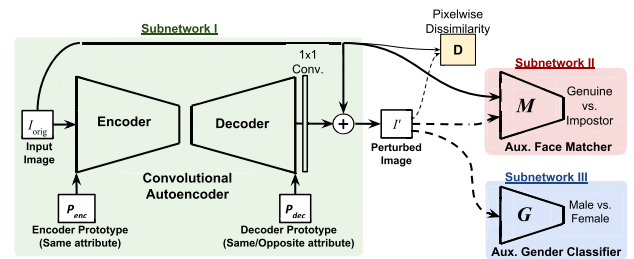 Subnetwork I
Pixelwise
Dissimilarity
D
1x1
Conv.
Subnetwork II
Encoder
Decoder
M
Genuine
vs.
Impostor
I_orig
+
I'
Input
Image
Perturbed
Image
Aux. Face Matcher
Convolutional
Autoencoder
Subnetwork III
P_enc
P_dec
G
Male vs.
Female
Encoder Prototype
(Same attribute)
Decoder Prototype
(Same/Opposite attribute)
Aux. Gender Classifier